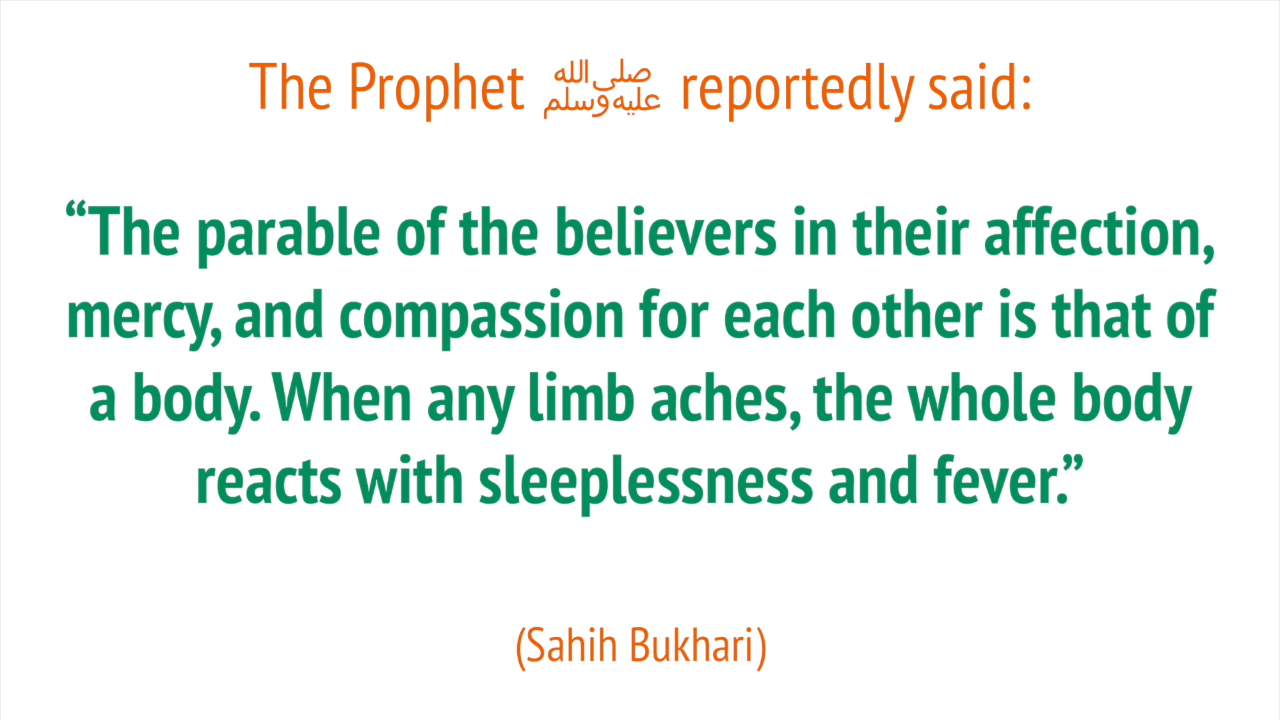 The Prophet ﷺ reportedly said:
“The parable of the believers in their affection,
mercy, and compassion for each other is that of
a body. When any limb aches, the whole body
reacts with sleeplessness and fever.”
(Sahih Bukhari)